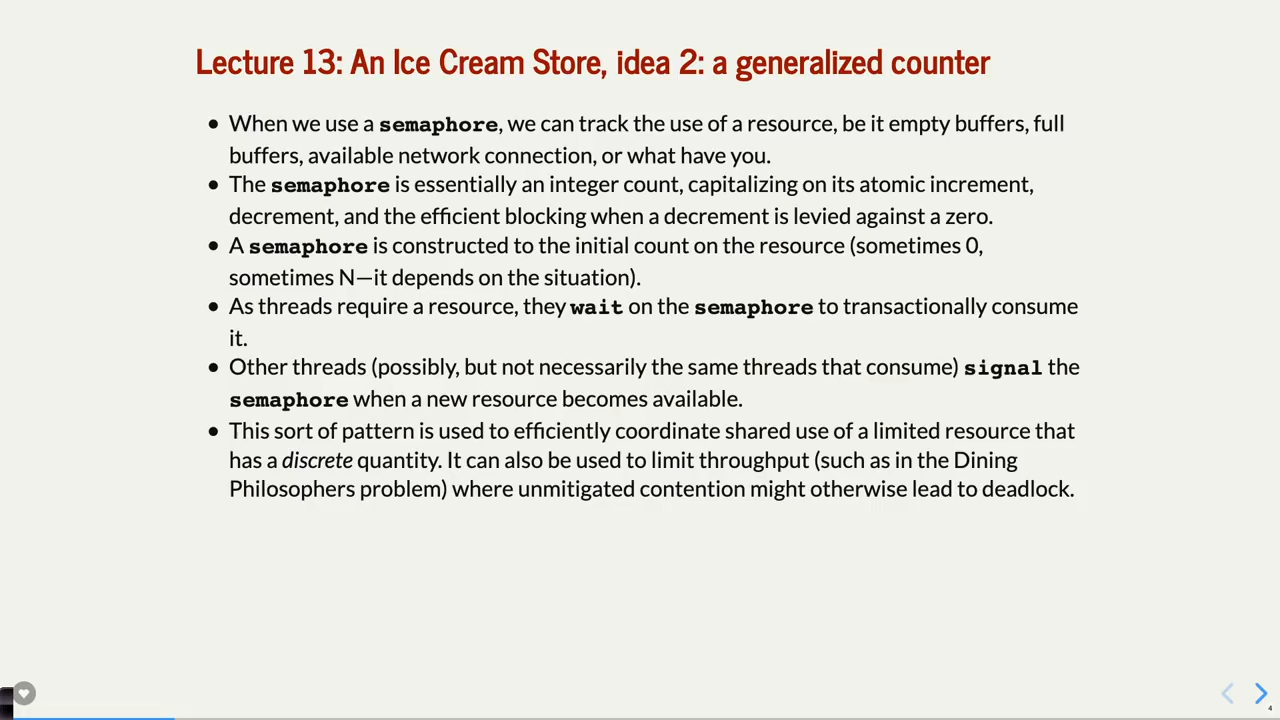 Lecture 13: An Ice Cream Store, idea 2: a generalized counter
• When we use a semaphore, we can track the use of a resource, be it empty buffers, full
buffers, available network connection, or what have you.
• The semaphore is essentially an integer count, capitalizing on its atomic increment,
decrement, and the efficient blocking when a decrement is levied against a zero.
• A semaphore is constructed to the initial count on the resource (sometimes 0,
sometimes N—it depends on the situation).
• As threads require a resource, they wait on the semaphore to transactionally consume
it.
• Other threads (possibly, but not necessarily the same threads that consume) signal the
semaphore when a new resource becomes available.
• This sort of pattern is used to efficiently coordinate shared use of a limited resource that
has a discrete quantity. It can also be used to limit throughput (such as in the Dining
Philosophers problem) where unmitigated contention might otherwise lead to deadlock.
4